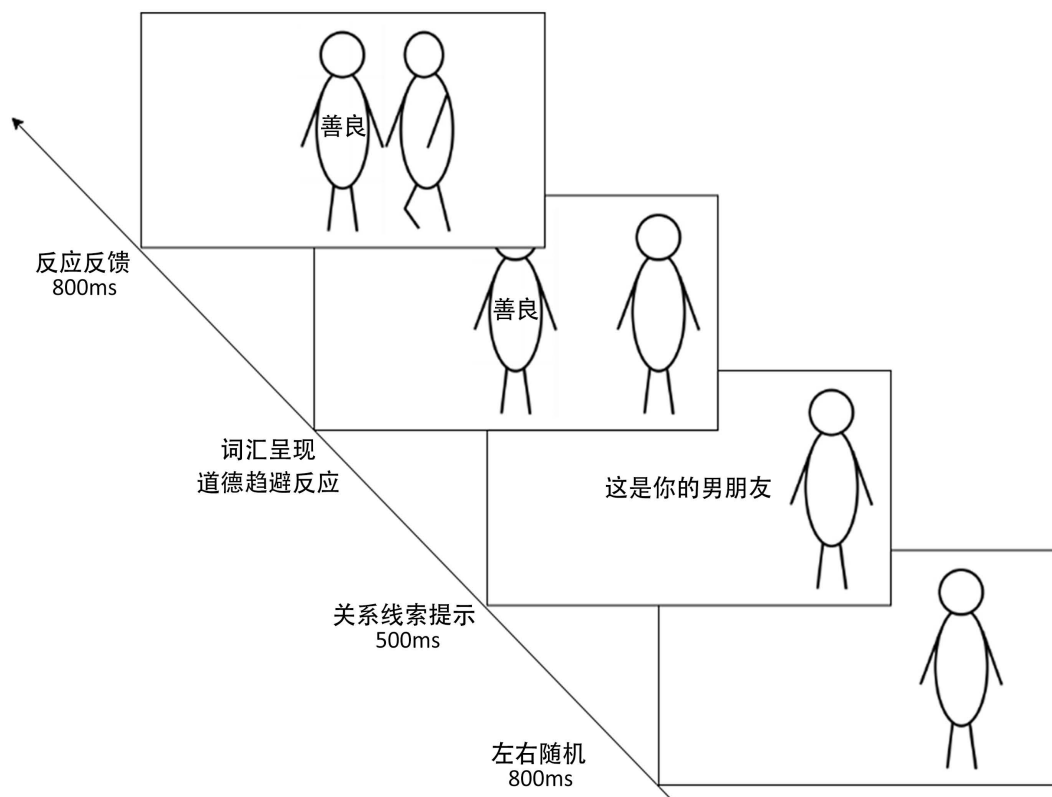 善良
反应反馈
800ms
善良
词汇呈现
道德趋避反应
这是你的男朋友
关系线索提示
500ms
左右随机
800ms